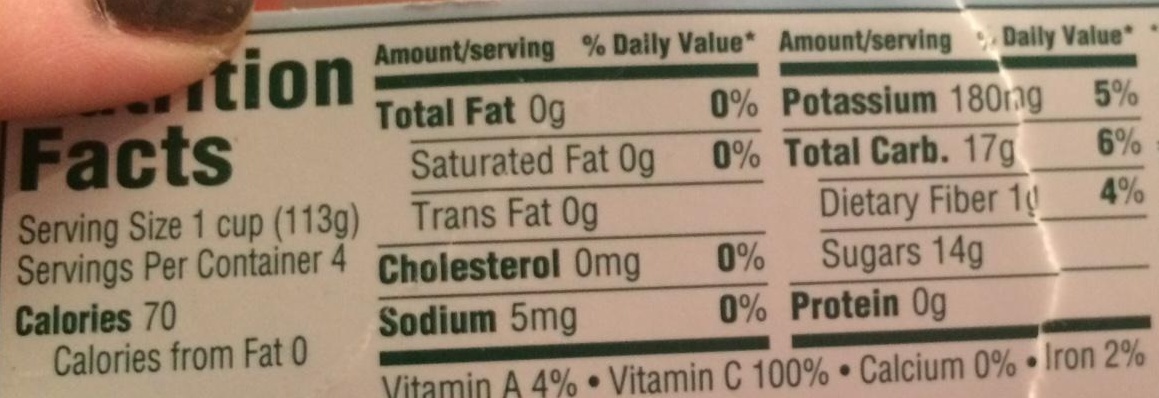 Nutrition
Facts
Serving Size 1 cup (113g)
Servings Per Container 4
Calories 70
Calories from Fat 0
Amount/serving % Daily Value*
Total Fat 0g 0%
Saturated Fat 0g 0%
Trans Fat 0g
Cholesterol 0mg 0%
Sodium 5mg 0%
Amount/serving % Daily Value*
Potassium 180mg 5%
Total Carb. 17g 6%
Dietary Fiber 1g 4%
Sugars 14g
Protein 0g
Vitamin A 4% • Vitamin C 100% • Calcium 0% • Iron 2%